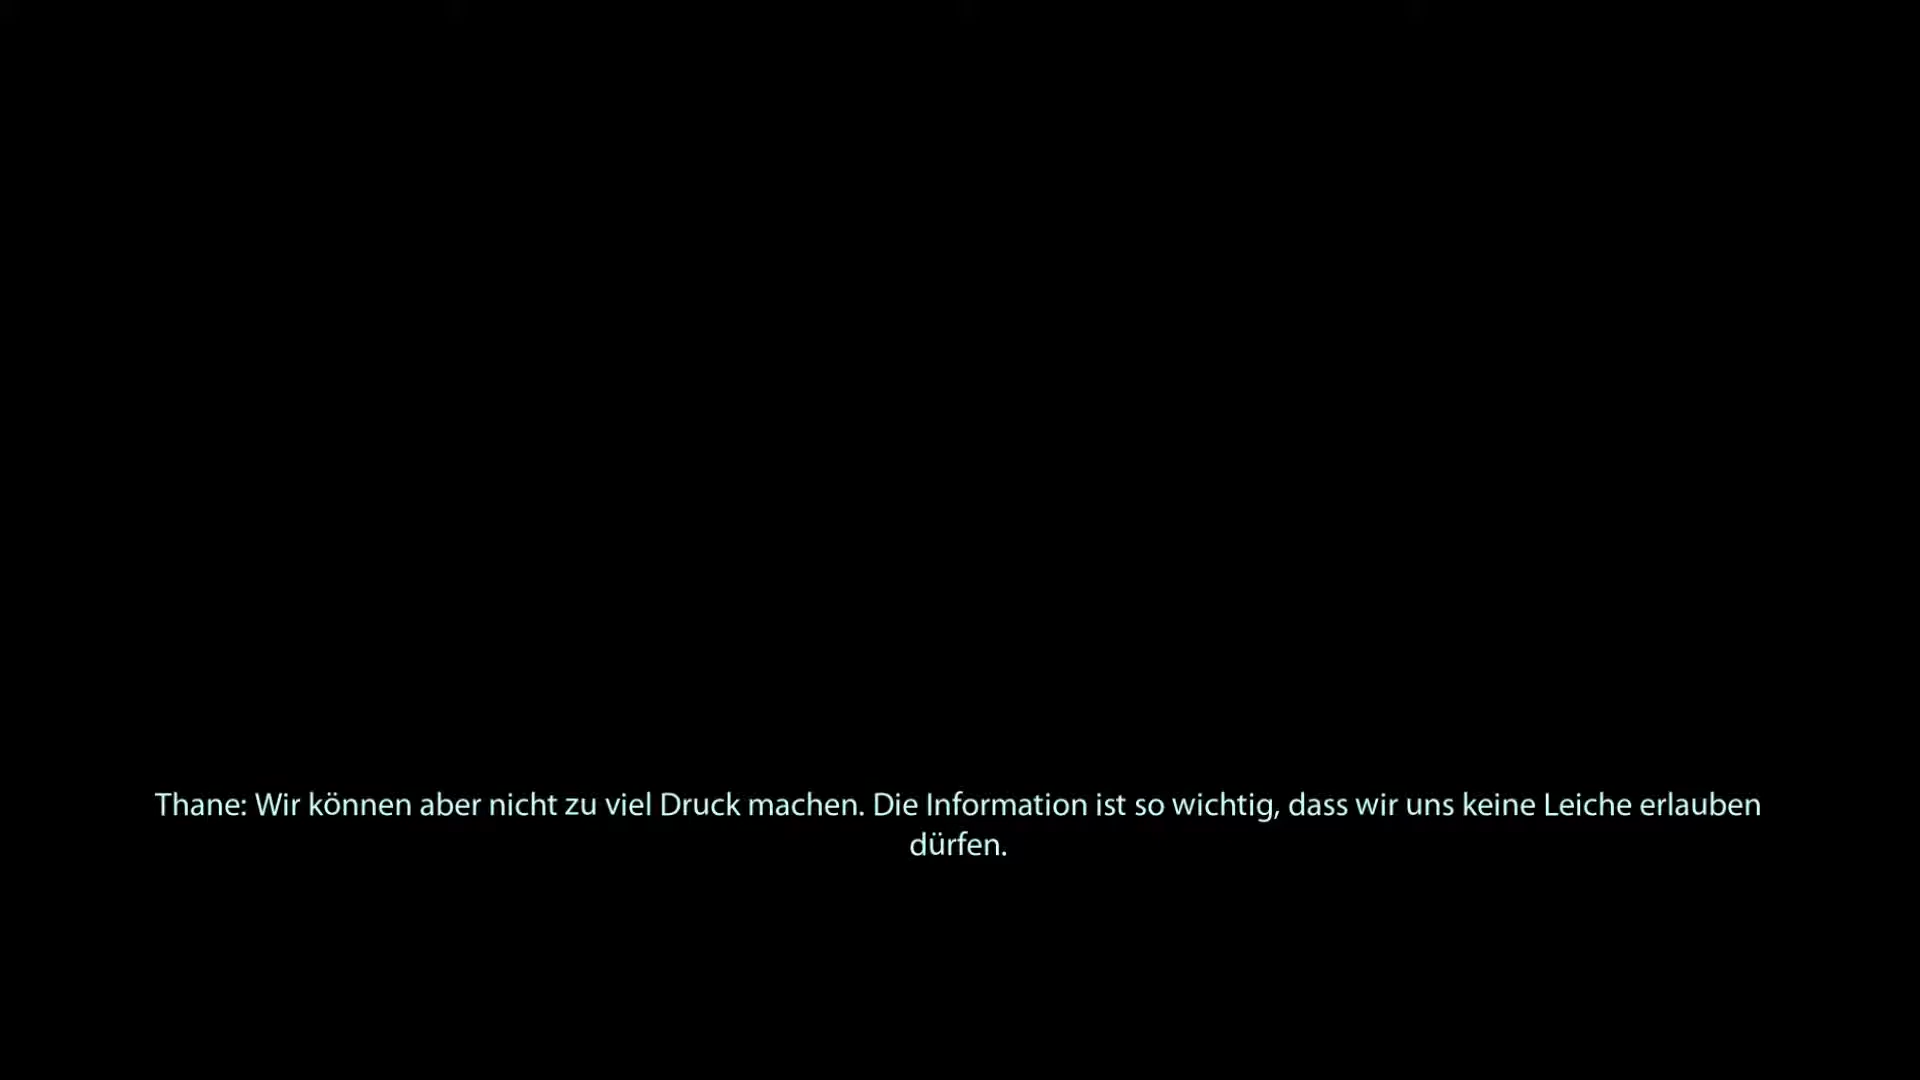 Thane: Wir können aber nicht zu viel Druck machen. Die Information ist so wichtig, dass wir uns keine Leiche erlauben
dürfen.